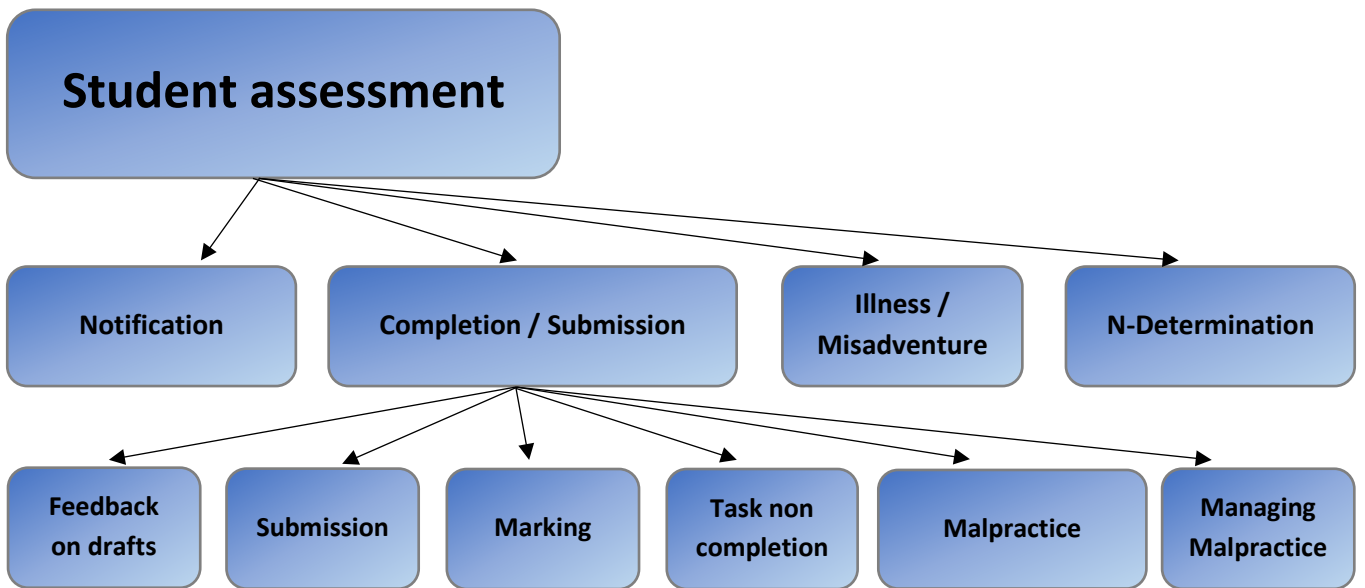 Student assessment
Notification
Completion / Submission
Illness /
Misadventure
N-Determination
Feedback
on drafts
Submission
Marking
Task non
completion
Malpractice
Managing
Malpractice